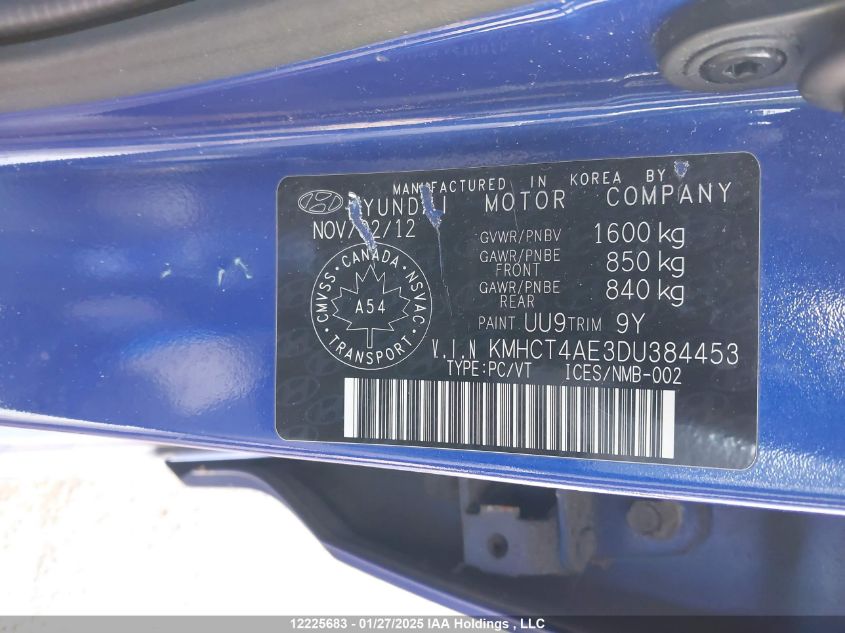 MANUFACTURED IN KOREA BY
HYUNDAI MOTOR COMPANY
NOV/02/12
GVWR/PNBV 1600 kg
GAWR/PNBE FRONT 850 kg
GAWR/PNBE REAR 840 kg
CANADA
CMVSS
NSVAC
A54
TRANSPORT
PAINT UU9 TRIM 9Y
V.I.N KMHCT4AE3DU384453
TYPE:PC/VT ICES/NMB-002
12225683 - 01/27/2025 IAA Holdings , LLC